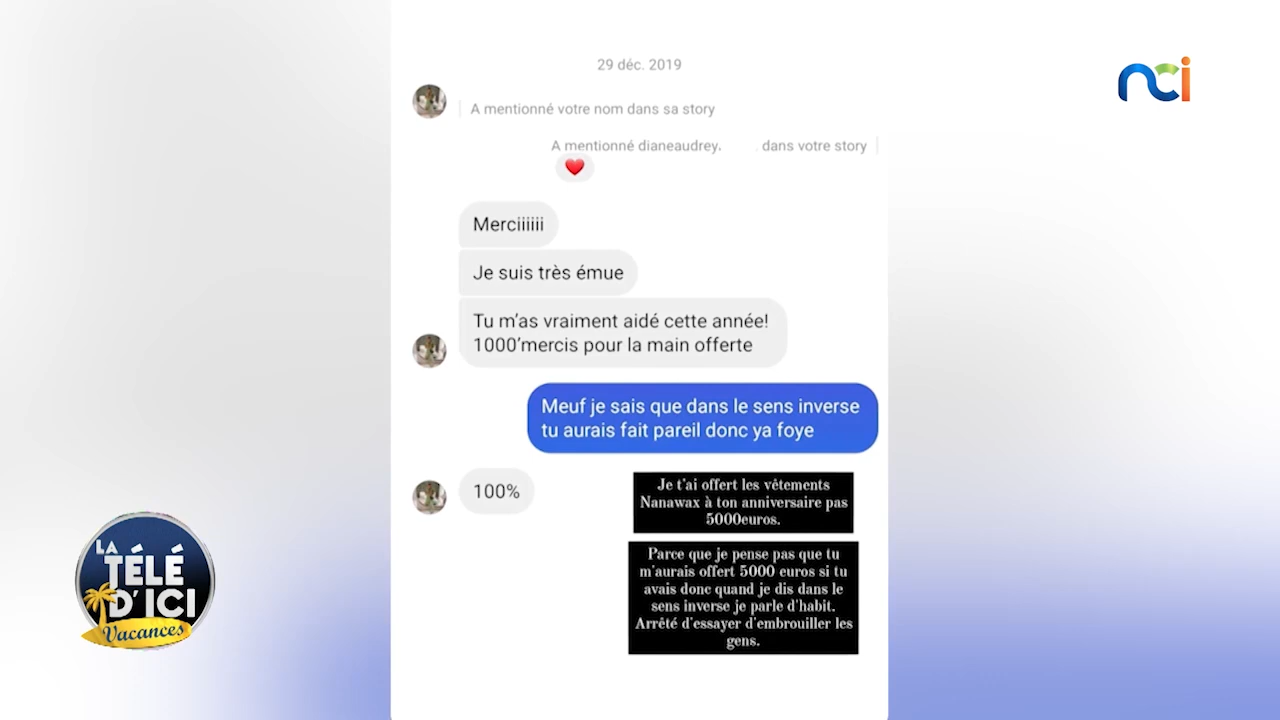 29 déc. 2019
nci
A mentionné votre nom dans sa story
A mentionné dianeaudrey. dans votre story
Merciiiiii
Je suis très émue
Tu m'as vraiment aidé cette année!
1000'mercis pour la main offerte
Meuf je sais que dans le sens inverse
tu aurais fait pareil donc ya foye
100%
Je t'ai offert les vêtements
Nanawax à ton anniversaire pas
5000euros.
Parce que je pense pas que tu
m'aurais offert 5000 euros si tu
avais donc quand je dis dans le
sens inverse je parle d'habit.
Arrêté d'essayer d'embrouiller les
gens.
LA
TÉLÉ
D'ICI
Vacances